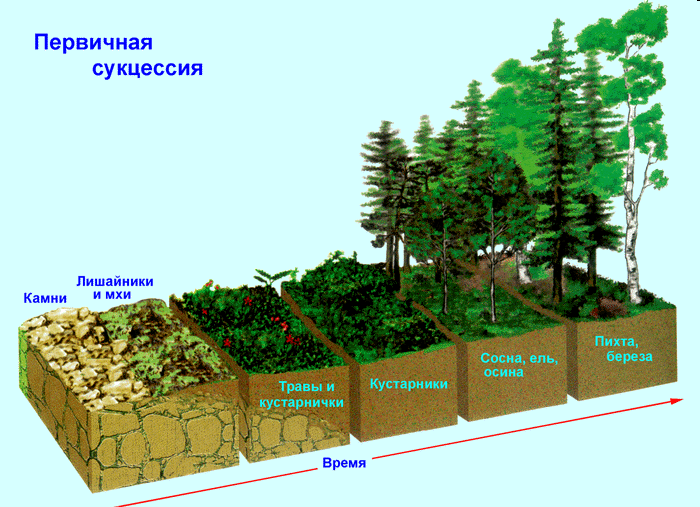 Первичная
сукцессия
Лишайники
и мхи
Камни
Травы и
кустарнички
Кустарники
Сосна, ель,
осина
Пихта,
береза
Время